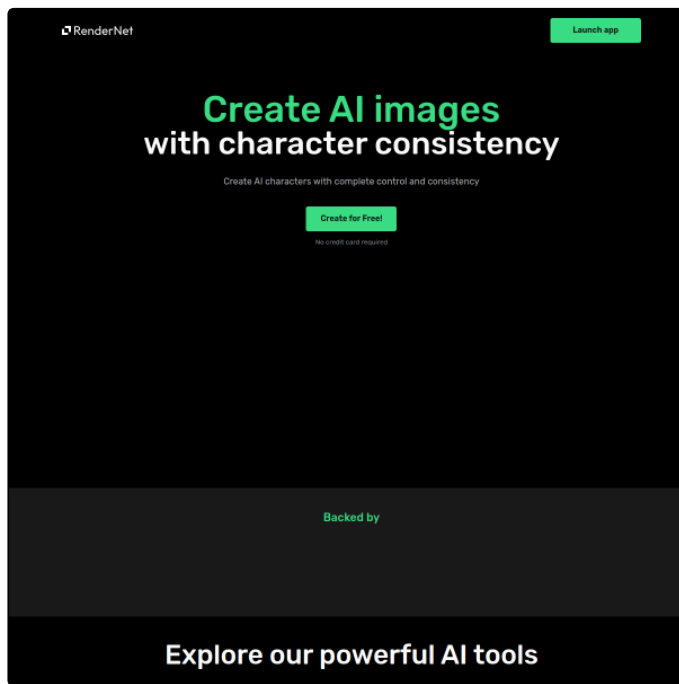 RenderNet
Launch app
Create AI images
with character consistency
Create AI characters with complete control and consistency
Create for Free!
No credit card required
Backed by
Explore our powerful AI tools